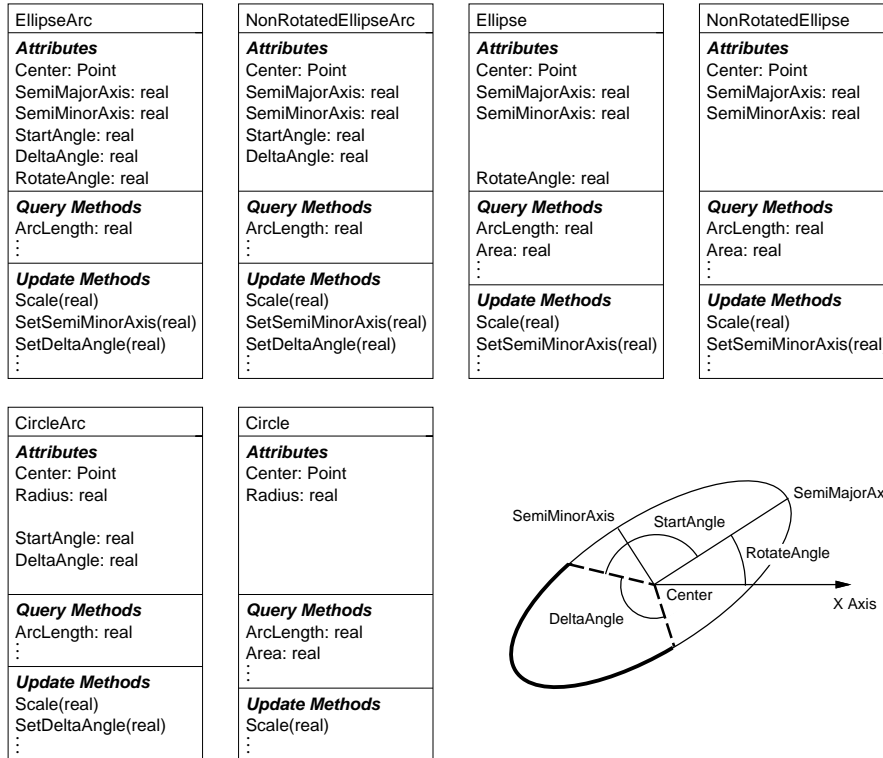 EllipseArc
Attributes
Center: Point
SemiMajorAxis: real
SemiMinorAxis: real
StartAngle: real
DeltaAngle: real
RotateAngle: real
Query Methods
ArcLength: real
Update Methods
Scale(real)
SetSemiMinorAxis(real)
SetDeltaAngle(real)
NonRotatedEllipseArc
Attributes
Center: Point
SemiMajorAxis: real
SemiMinorAxis: real
StartAngle: real
DeltaAngle: real
Query Methods
ArcLength: real
Update Methods
Scale(real)
SetSemiMinorAxis(real)
SetDeltaAngle(real)
Ellipse
Attributes
Center: Point
SemiMajorAxis: real
SemiMinorAxis: real
RotateAngle: real
Query Methods
ArcLength: real
Area: real
Update Methods
Scale(real)
SetSemiMinorAxis(real)
NonRotatedEllipse
Attributes
Center: Point
SemiMajorAxis: real
SemiMinorAxis: real
Query Methods
ArcLength: real
Area: real
Update Methods
Scale(real)
SetSemiMinorAxis(real
CircleArc
Attributes
Center: Point
Radius: real
StartAngle: real
DeltaAngle: real
Query Methods
ArcLength: real
Update Methods
Scale(real)
SetDeltaAngle(real)
Circle
Attributes
Center: Point
Radius: real
Query Methods
ArcLength: real
Area: real
Update Methods
Scale(real)
SemiMajorAx
SemiMinorAxis
StartAngle
RotateAngle
Center
X Axis
DeltaAngle